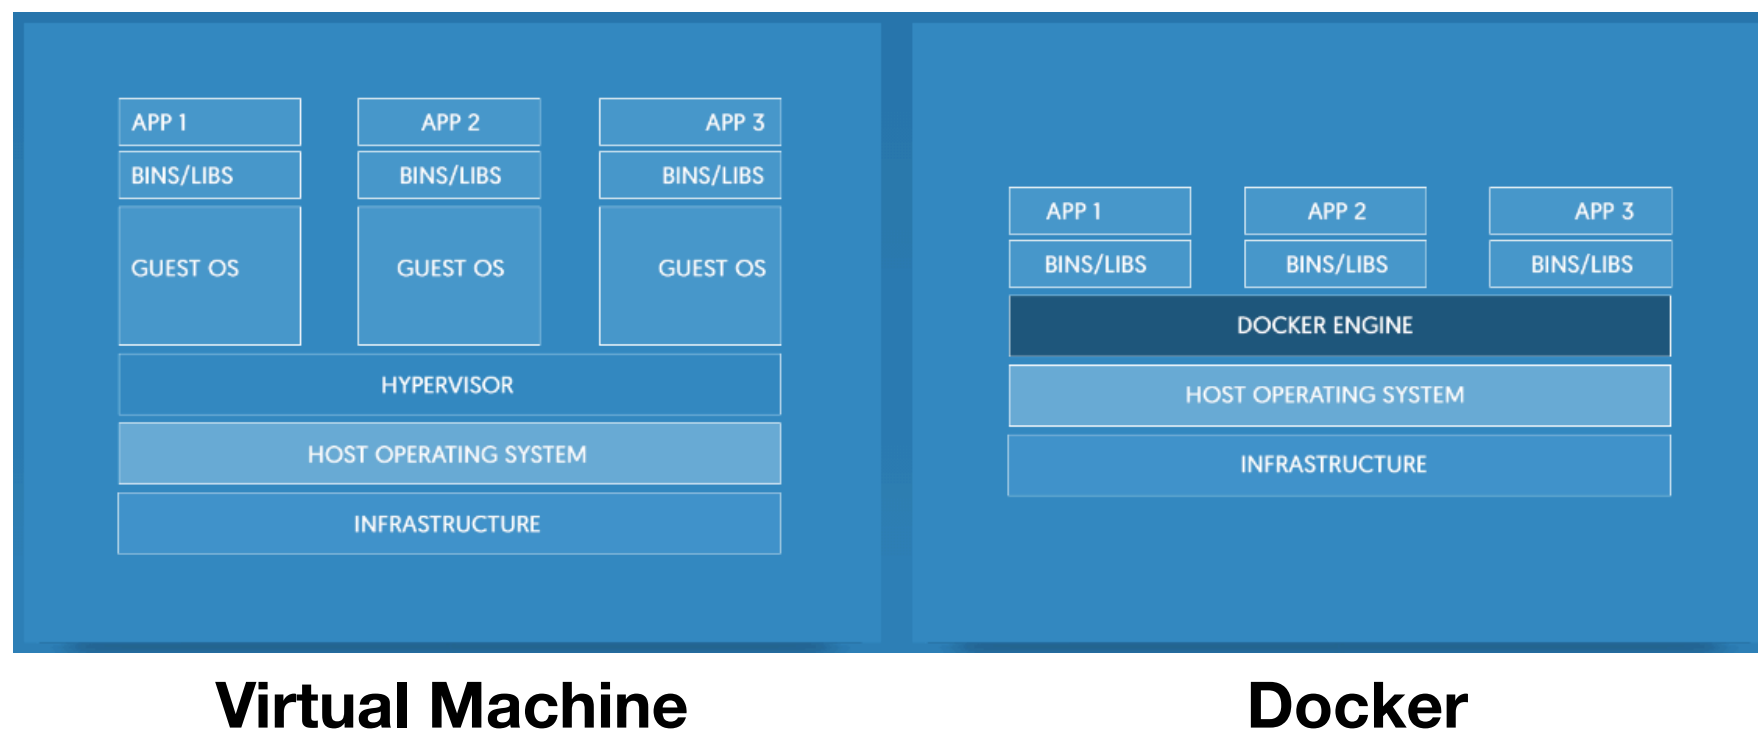 APP 1
APP 2
APP 3
BINS/LIBS
BINS/LIBS
BINS/LIBS
GUEST OS
GUEST OS
GUEST OS
HYPERVISOR
HOST OPERATING SYSTEM
INFRASTRUCTURE
Virtual Machine
APP 1
APP 2
APP 3
BINS/LIBS
BINS/LIBS
BINS/LIBS
DOCKER ENGINE
HOST OPERATING SYSTEM
INFRASTRUCTURE
Docker